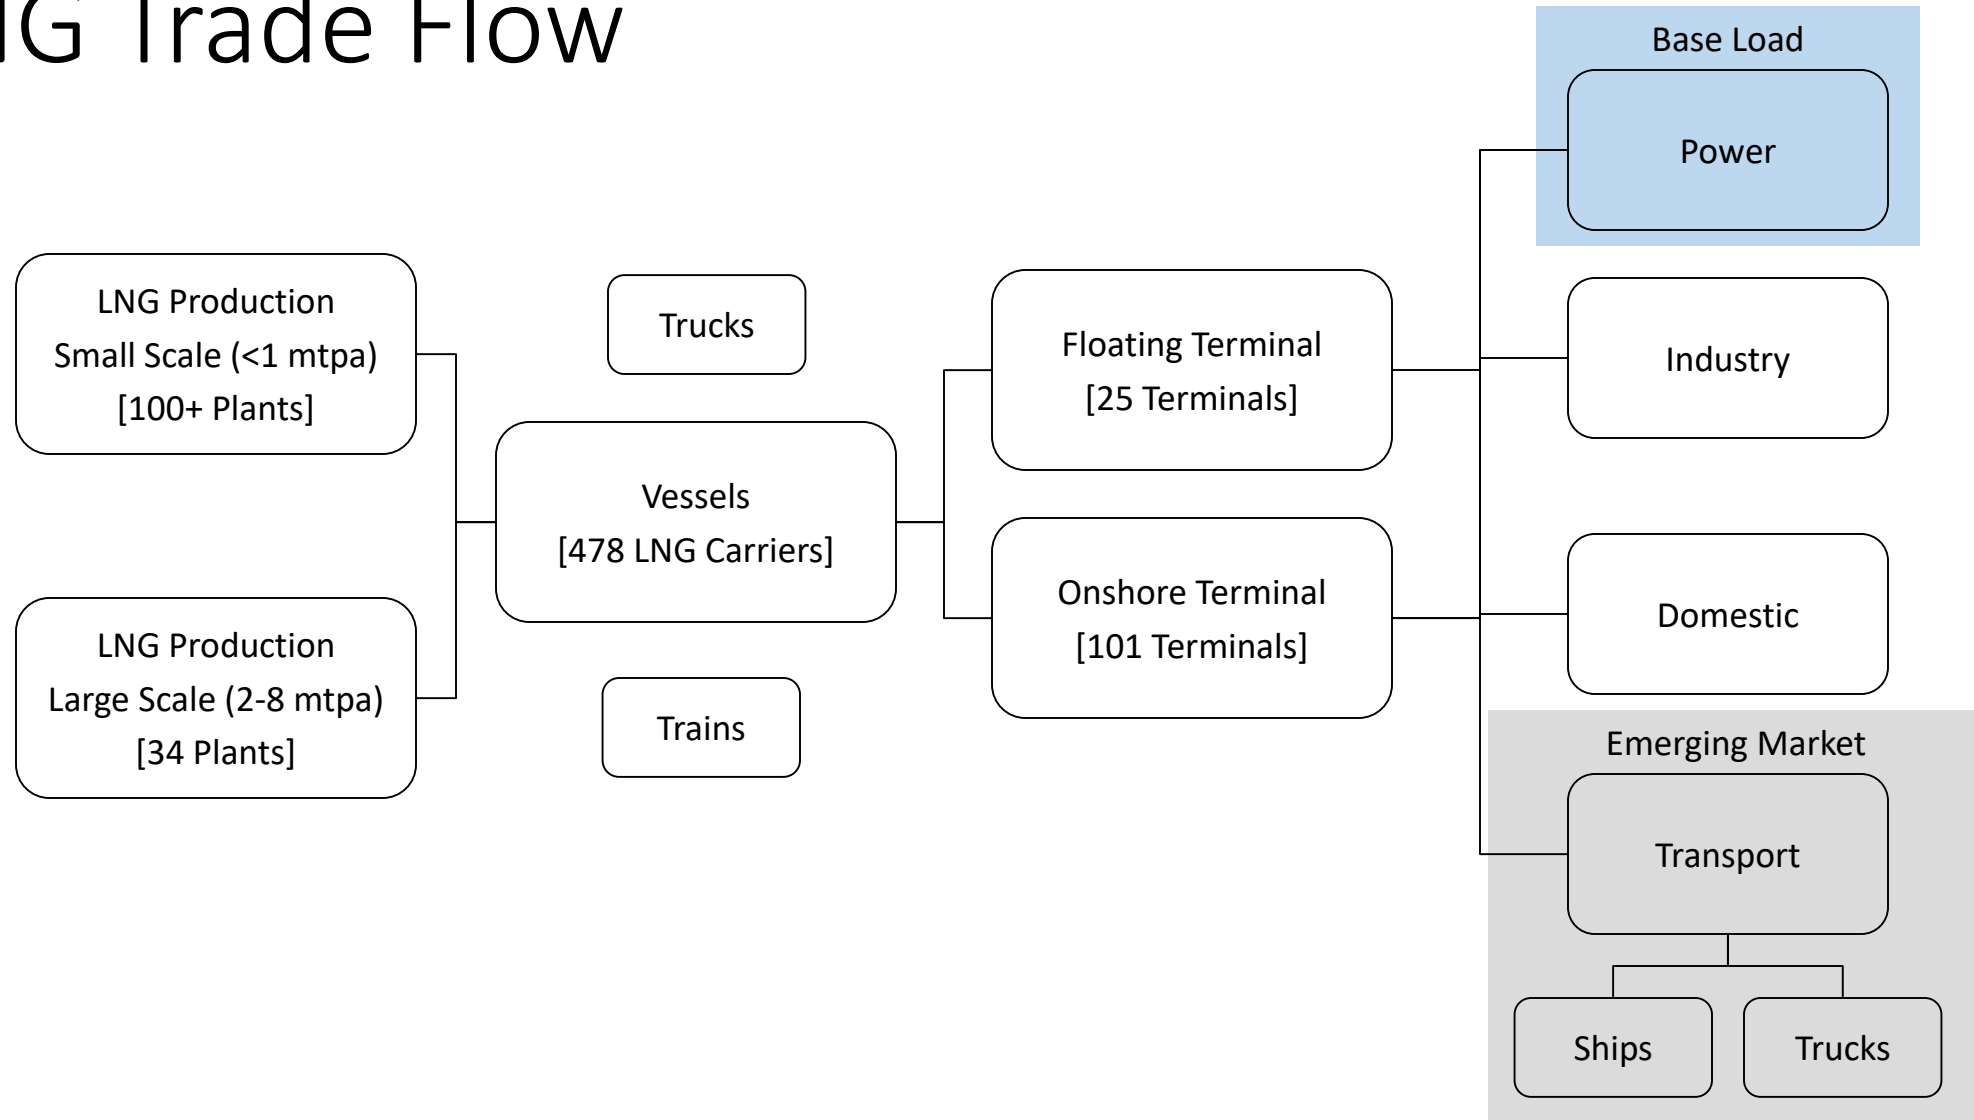 NG Trade Flow
LNG Production
Small Scale (<1 mtpa)
[100+ Plants]
LNG Production
Large Scale (2-8 mtpa)
[34 Plants]
Trucks
Vessels
[478 LNG Carriers]
Trains
Floating Terminal
[25 Terminals]
Onshore Terminal
[101 Terminals]
Base Load
Power
Industry
Domestic
Emerging Market
Transport
Ships
Trucks